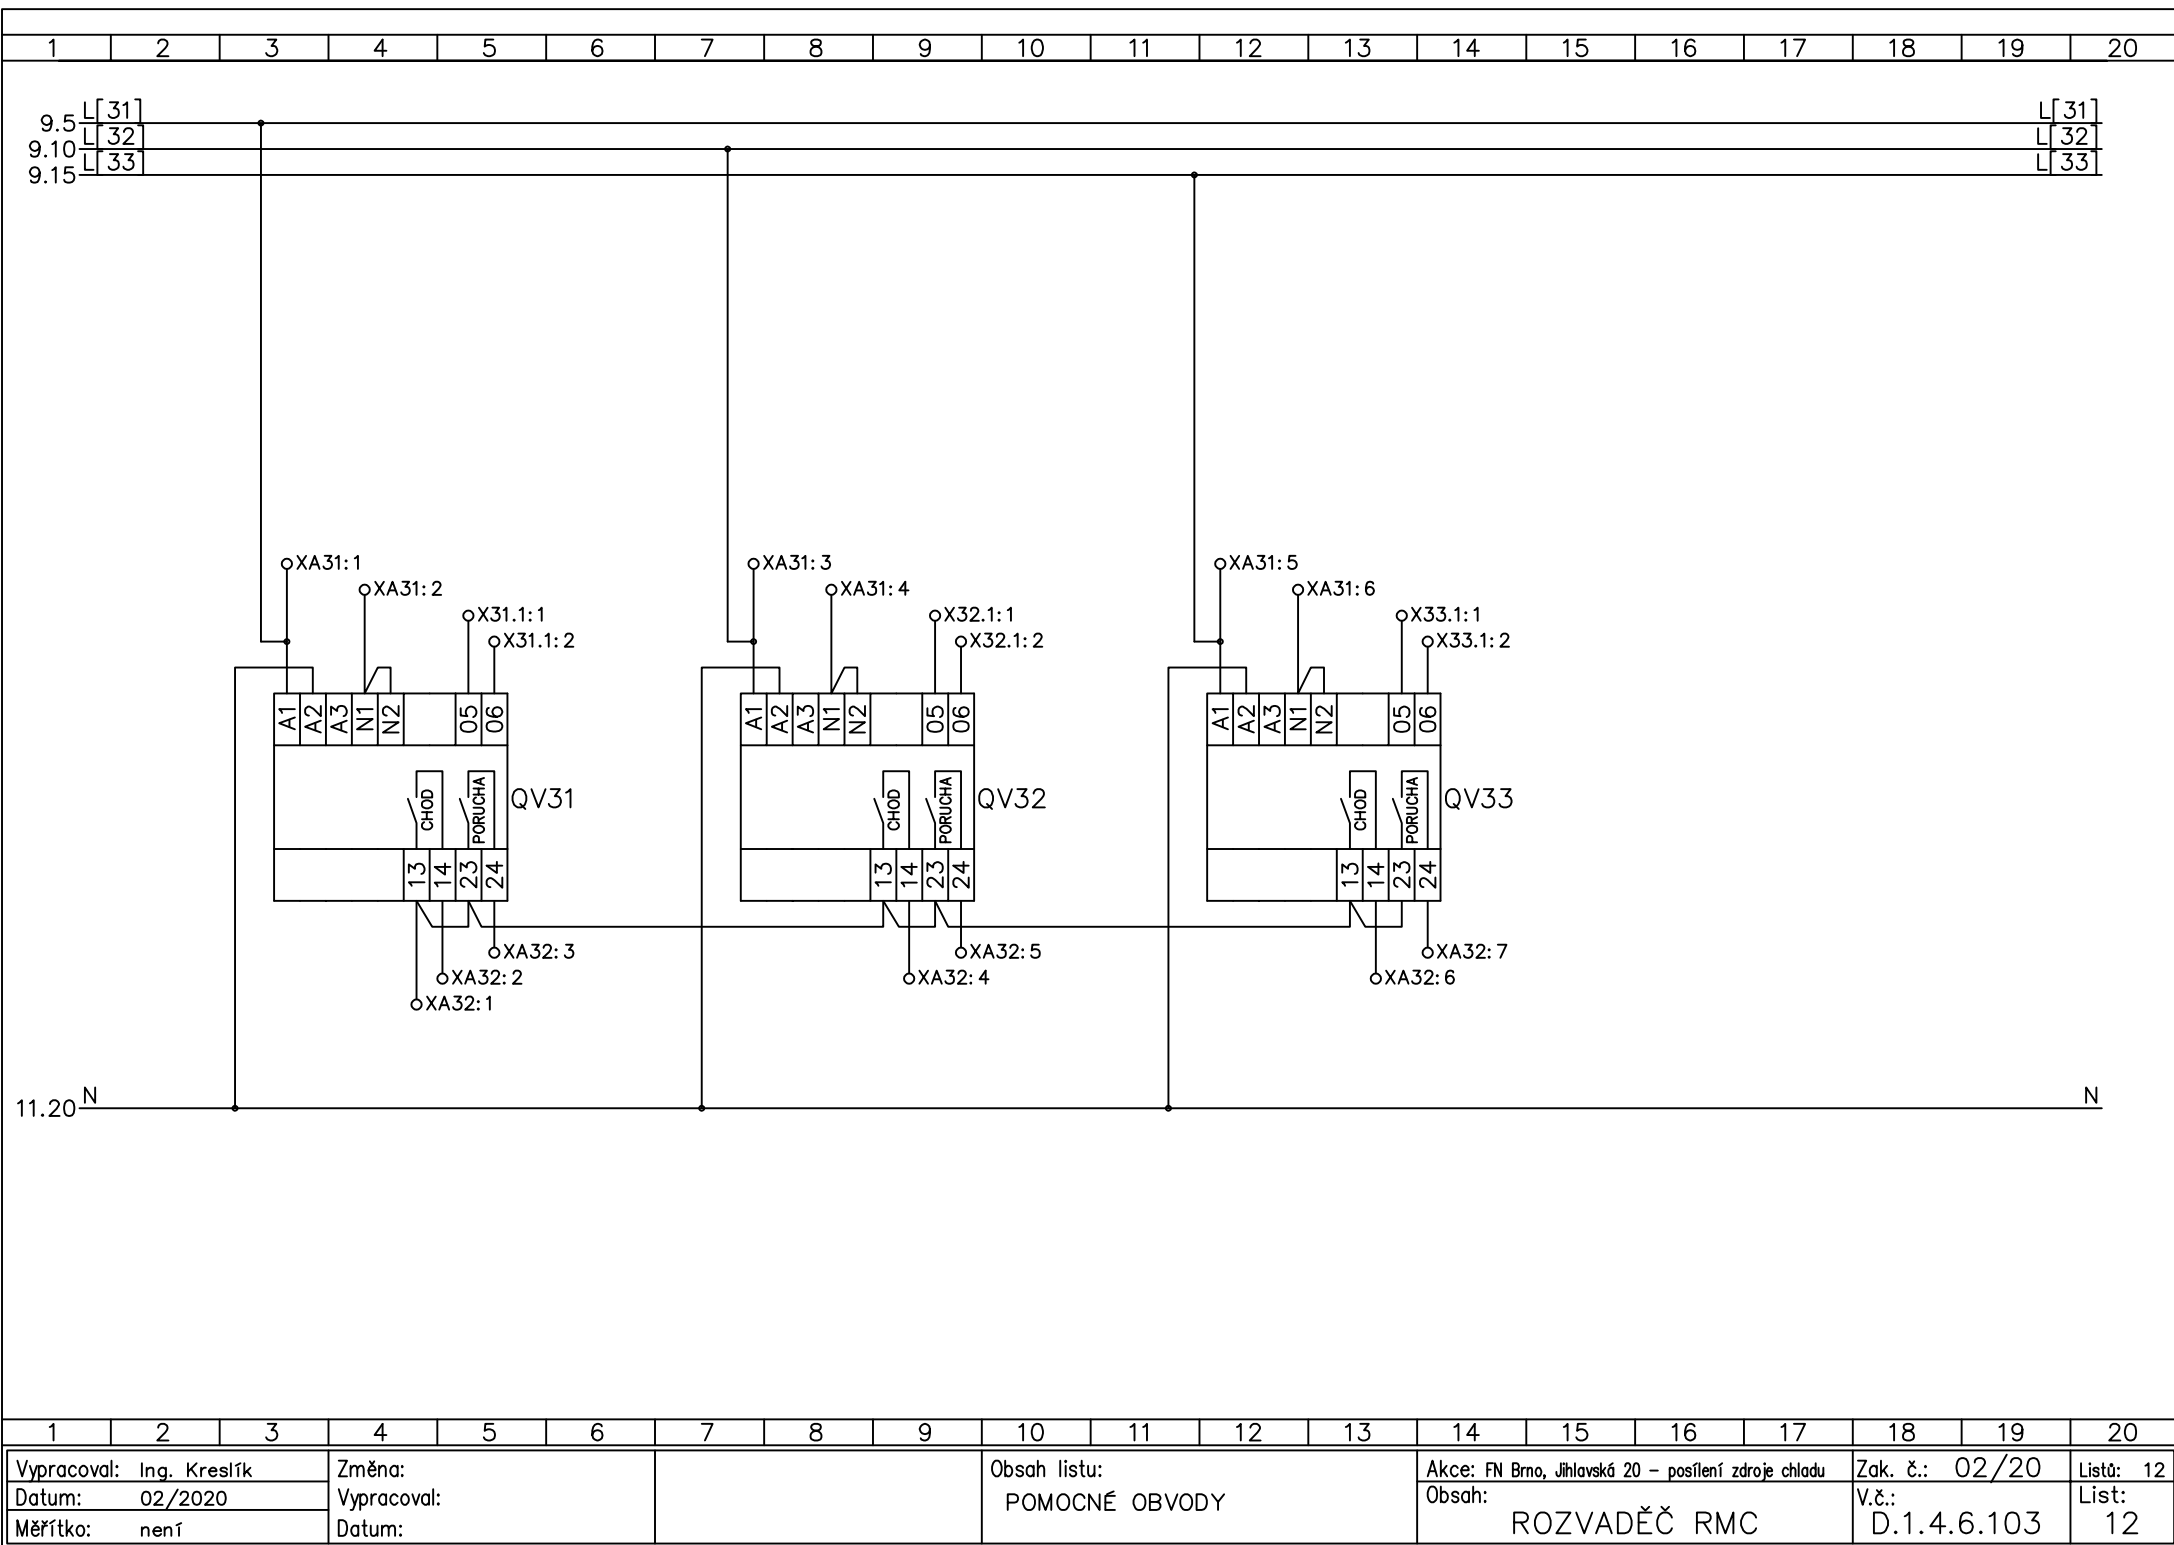 1 2 3 4 5 6 7 8 9 10 11 12 13 14 15 16 17 18 19 20
9.5 L[31] L[31]
9.10 L[32] L[32]
9.15 L[33] L[33]
XA31:1 XA31:3 XA31:5
XA31:2 XA31:4 XA31:6
X31.1:1 X32.1:1 X33.1:1
X31.1:2 X32.1:2 X33.1:2
A1 A2 A3 N1 N2 05 06 A1 A2 A3 N1 N2 05 06 A1 A2 A3 N1 N2 05 06
CHOD PORUCHA QV31 CHOD PORUCHA QV32 CHOD PORUCHA QV33
13 14 23 24 13 14 23 24 13 14 23 24
XA32:3 XA32:5 XA32:7
XA32:2 XA32:4 XA32:6
XA32:1
11.20 N N
1 2 3 4 5 6 7 8 9 10 11 12 13 14 15 16 17 18 19 20
Vypracoval: Ing. Kreslík
Datum: 02/2020
Měřítko: není
Změna:
Vypracoval:
Datum:
Obsah listu:
POMOCNÉ OBVODY
Akce: FN Brno, Jihlavská 20 – posílení zdroje chladu
Obsah:
ROZVADĚČ RMC
Zak. č.: 02/20
V.č.:
D.1.4.6.103
Listů: 12
List:
12